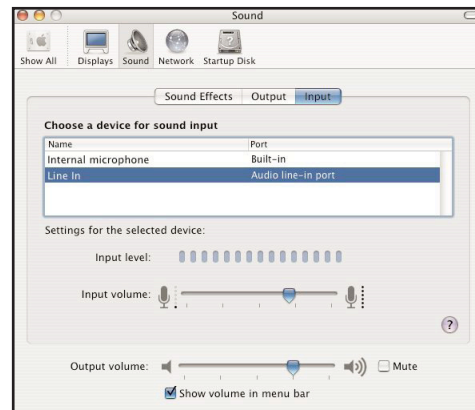 Sound
Show All Displays Sound Network Startup Disk
Sound Effects Output Input
Choose a device for sound input
Name Port
Internal microphone Built-in
Line In Audio line-in port
Settings for the selected device:
Input level:
Input volume:
?
Output volume: Mute
Show volume in menu bar